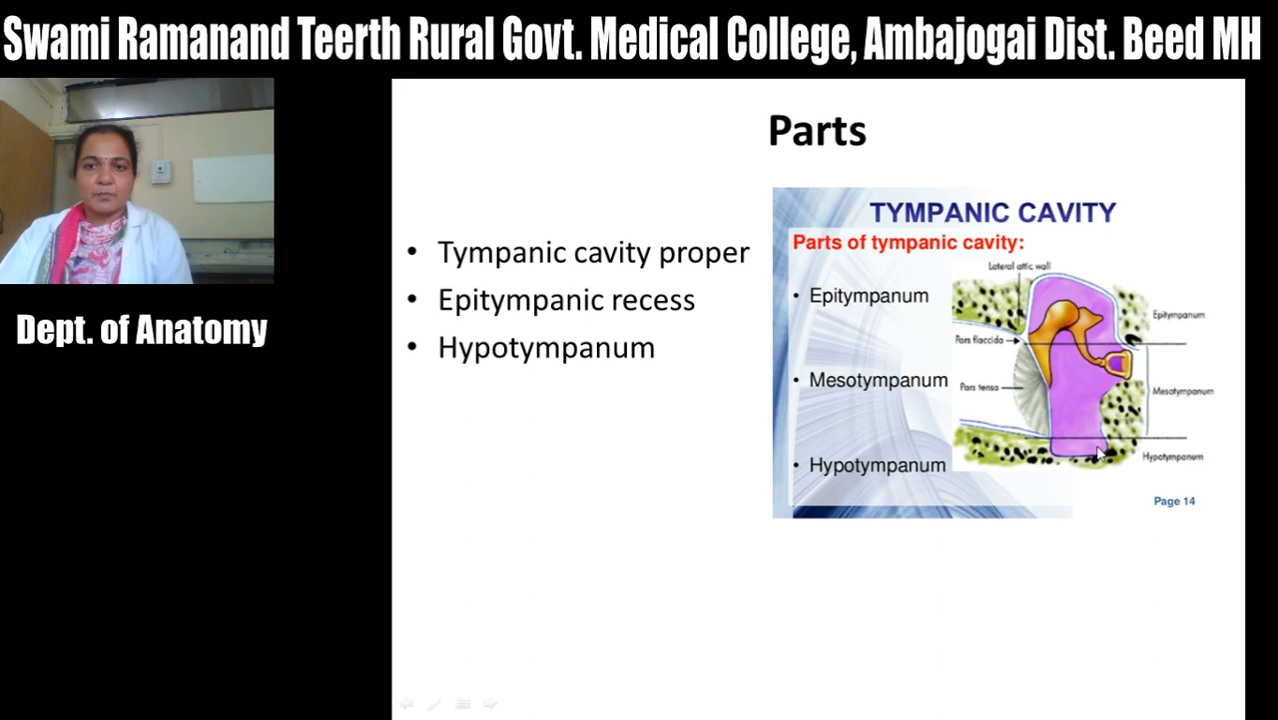 Swami Ramanand Teerth Rural Govt. Medical College, Ambajogai Dist. Beed MH
Dept. of Anatomy
Parts
• Tympanic cavity proper
• Epitympanic recess
• Hypotympanum
TYMPANIC CAVITY
Parts of tympanic cavity:
• Epitympanum
• Mesotympanum
• Hypotympanum
Lateral attic wall
Pars flaccida
Pars tensa
Epitympanum
Mesotympanum
Hypotympanum
Page 14